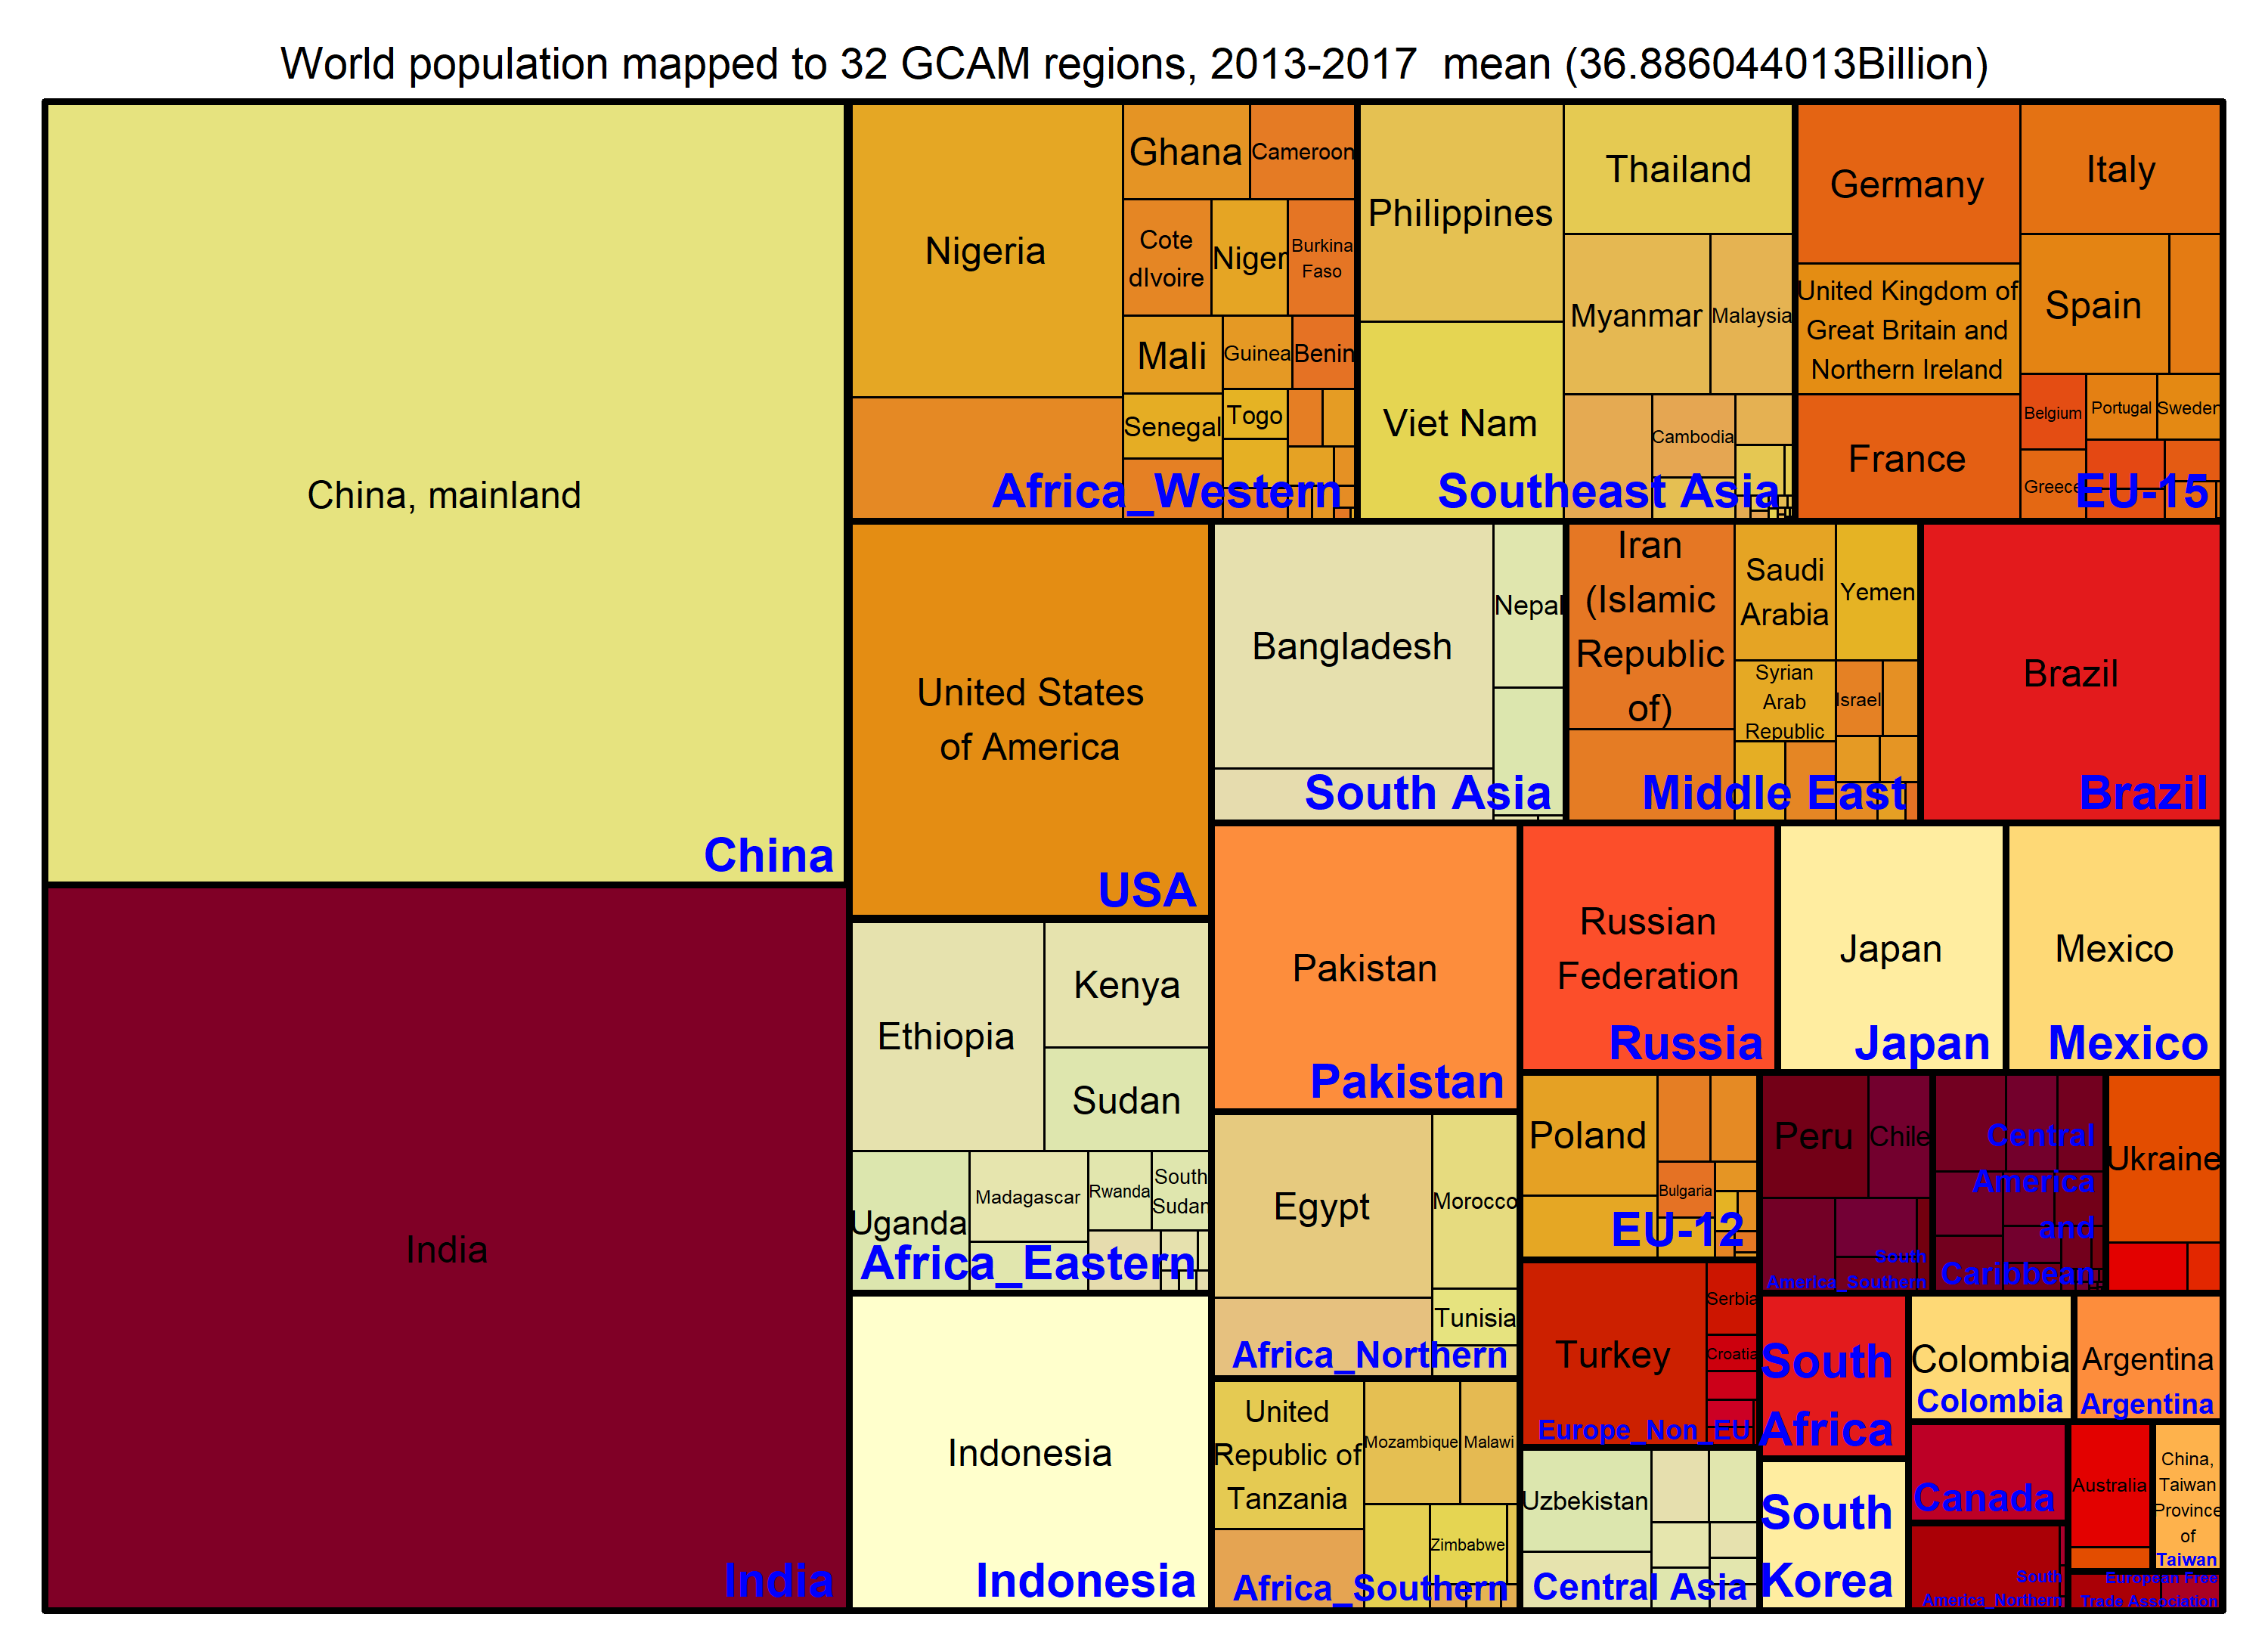 World population mapped to 32 GCAM regions, 2013-2017  mean (36.886044013Billion)
China, mainland
China
India
India
Nigeria
Ghana
Cameroon
Cote
dIvoire
Niger
Burkina
Faso
Mali
Guinea
Benin
Senegal
Togo
Africa_Western
Philippines
Thailand
Myanmar
Malaysia
Viet Nam
Cambodia
Southeast Asia
Germany
Italy
United Kingdom of
Great Britain and
Northern Ireland
Spain
France
Belgium
Portugal
Sweden
Greece
EU-15
United States
of America
USA
Bangladesh
Nepal
South Asia
Iran
(Islamic
Republic
of)
Saudi
Arabia
Yemen
Syrian
Arab
Republic
Israel
Middle East
Brazil
Brazil
Ethiopia
Kenya
Sudan
Uganda
Madagascar
Rwanda
South
Sudan
Africa_Eastern
Indonesia
Indonesia
Pakistan
Pakistan
Russian
Federation
Russia
Japan
Japan
Mexico
Mexico
Egypt
Morocco
Tunisia
Africa_Northern
United
Republic of
Tanzania
Mozambique
Malawi
Zimbabwe
Africa_Southern
Poland
Bulgaria
EU-12
Turkey
Serbia
Croatia
Europe_Non_EU
Uzbekistan
Central Asia
Peru
Chile
South
America_Southern
Central
America
and
Caribbean
Ukraine
South
Africa
South
Korea
Colombia
Colombia
Argentina
Argentina
Canada
Australia
China,
Taiwan
Province
of
Taiwan
South
America_Northern
European Free
Trade Association